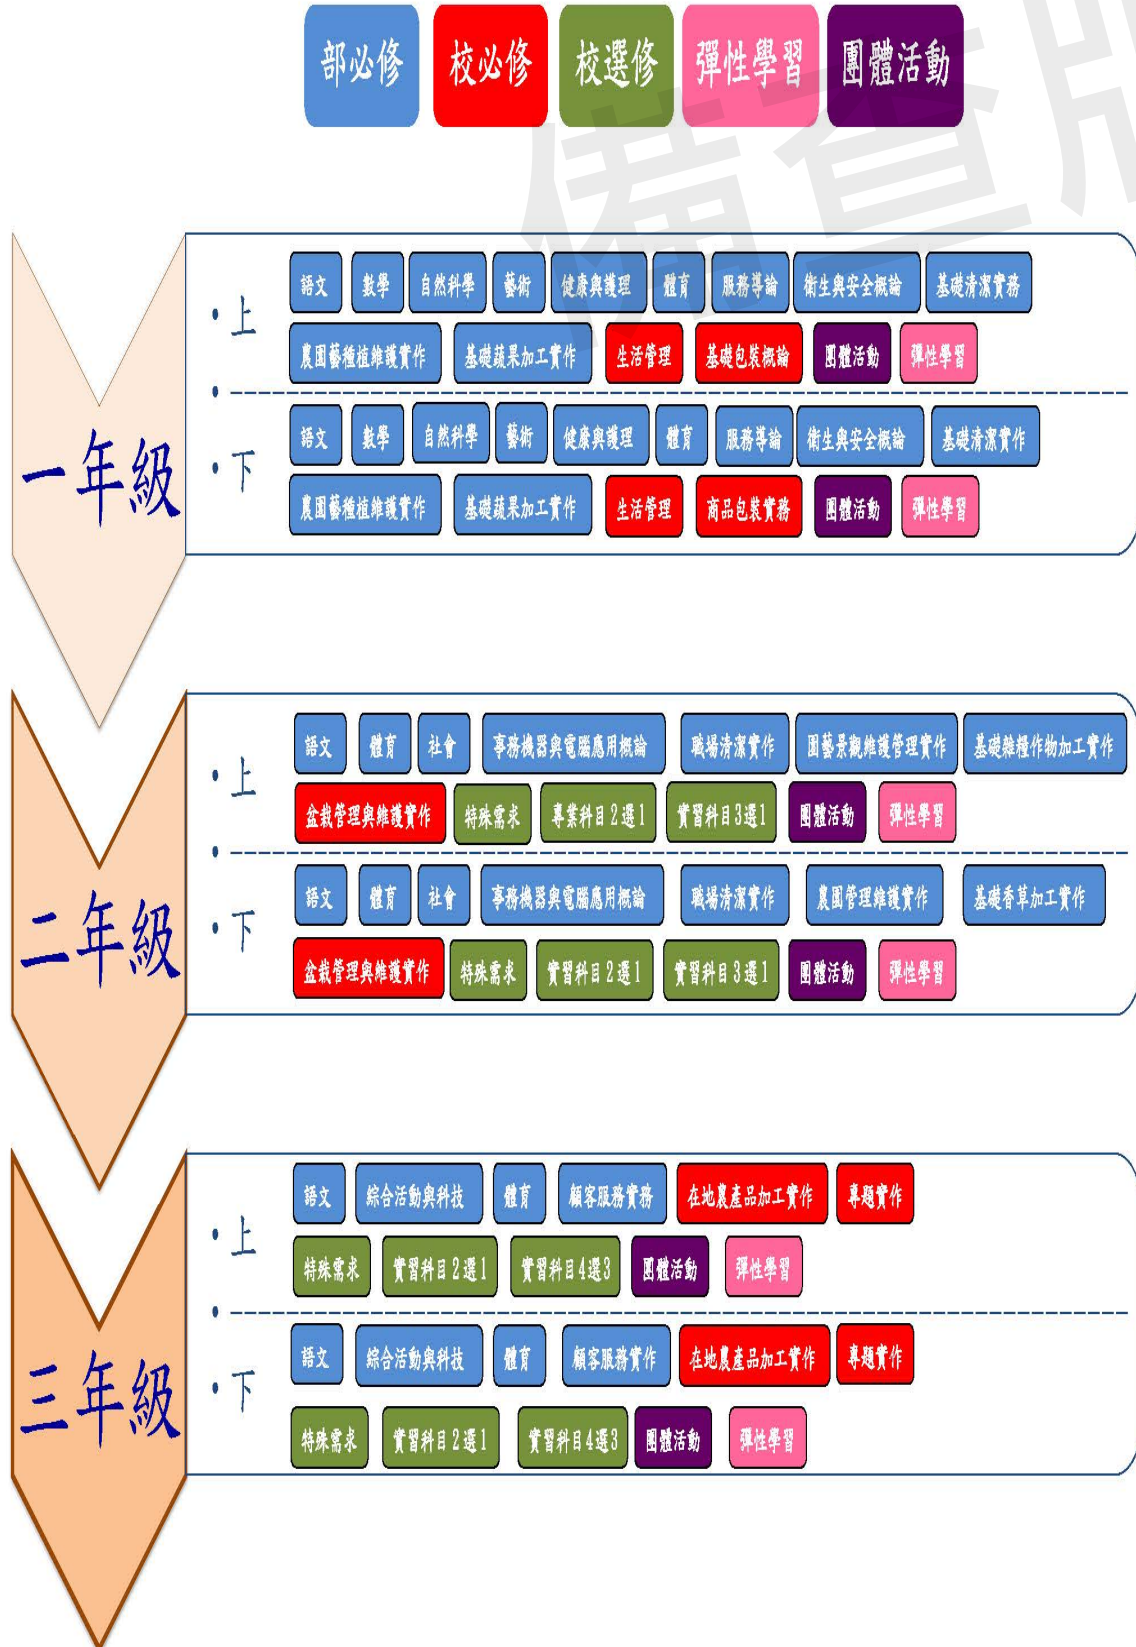 部必修 校必修 校選修 彈性學習 團體活動
備查版
一年級
•上
語文 數學 自然科學 藝術 健康與護理 體育 服務導論 衛生與安全概論 基礎清潔實務
農園藝種植維護實作 基礎蔬果加工實作 生活管理 基礎包裝概論 團體活動 彈性學習
•下
語文 數學 自然科學 藝術 健康與護理 體育 服務導論 衛生與安全概論 基礎清潔實作
農園藝種植維護實作 基礎蔬果加工實作 生活管理 商品包裝實務 團體活動 彈性學習
二年級
•上
語文 體育 社會 事務機器與電腦應用概論 職場清潔實作 園藝景觀維護管理實作 基礎雜糧作物加工實作
盆栽管理與維護實作 特殊需求 專業科目2選1 實習科目3選1 團體活動 彈性學習
•下
語文 體育 社會 事務機器與電腦應用概論 職場清潔實作 農園管理維護實作 基礎香草加工實作
盆栽管理與維護實作 特殊需求 實習科目2選1 實習科目3選1 團體活動 彈性學習
三年級
•上
語文 綜合活動與科技 體育 顧客服務實務 在地農產品加工實作 專題實作
特殊需求 實習科目2選1 實習科目4選3 團體活動 彈性學習
•下
語文 綜合活動與科技 體育 顧客服務實作 在地農產品加工實作 專題實作
特殊需求 實習科目2選1 實習科目4選3 團體活動 彈性學習